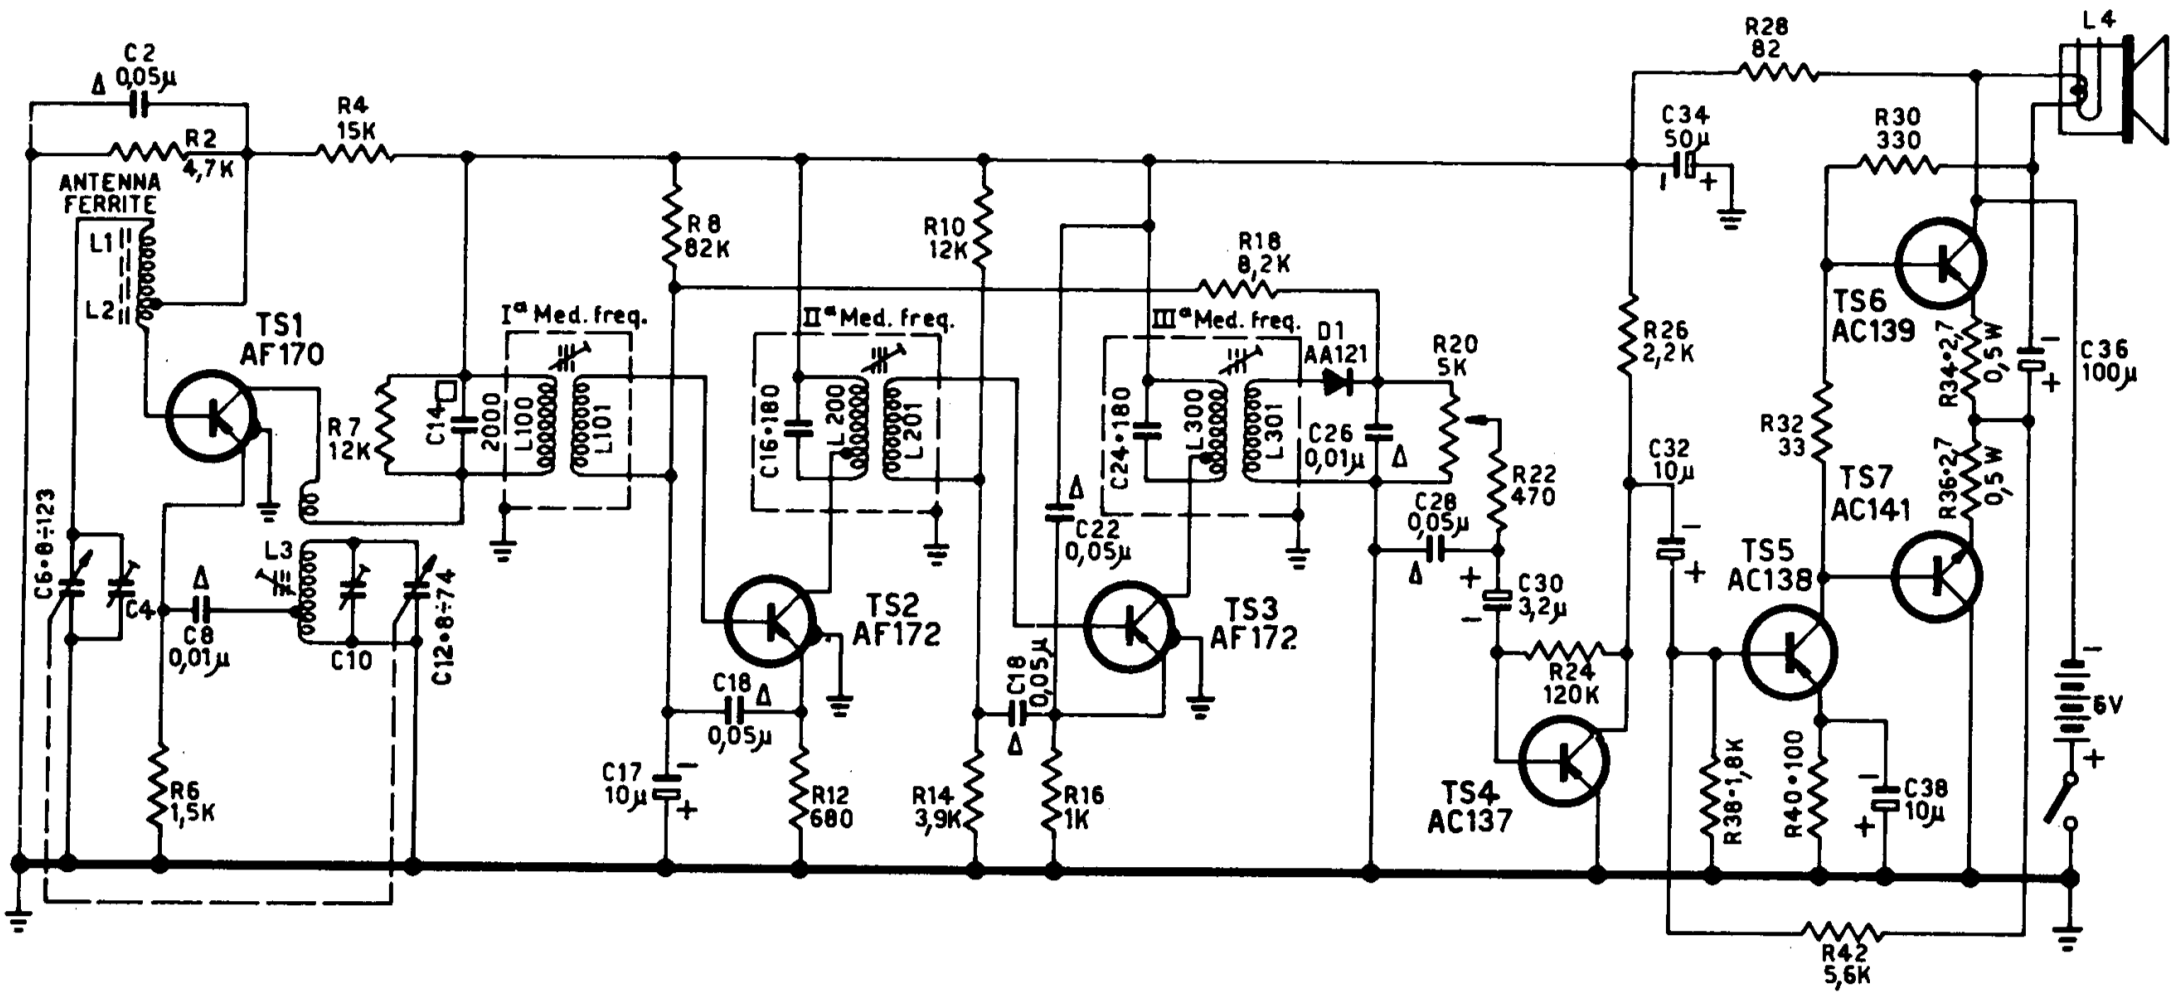 C2
0,05µ
Δ
R2
4,7K
R4
15K
ANTENNA
FERRITE
L1
L2
TS1
AF170
R7
12K
C14
2000
Iª Med. freq.
L100
L101
R8
82K
IIª Med. freq.
C16•180
L200
L201
R10
12K
R18
8,2K
IIIª Med. freq.
C24•180
L300
L301
D1
AA121
R20
5K
C26
0,01µ
Δ
R22
470
C28
0,05µ
Δ
C22
0,05µ
Δ
C6•8÷123
C4
Δ
C8
0,01µ
L3
C10
C12•8÷74
R6
1,5K
TS2
AF172
C18
0,05µ
Δ
C17
10µ
-
+
R12
680
TS3
AF172
C18
0,05µ
Δ
R14
3,9K
R16
1K
+
C30
3,2µ
-
R24
120K
TS4
AC137
R28
82
C34
50µ
+
R26
2,2K
C32
10µ
-
+
R30
330
L4
TS6
AC139
R34•2,7
0,5W
-
C36
100µ
+
R32
33
TS7
AC141
R36•2,7
0,5W
TS5
AC138
R38•1,8K
R40•100
-
C38
10µ
+
-
6V
+
R42
5,6K